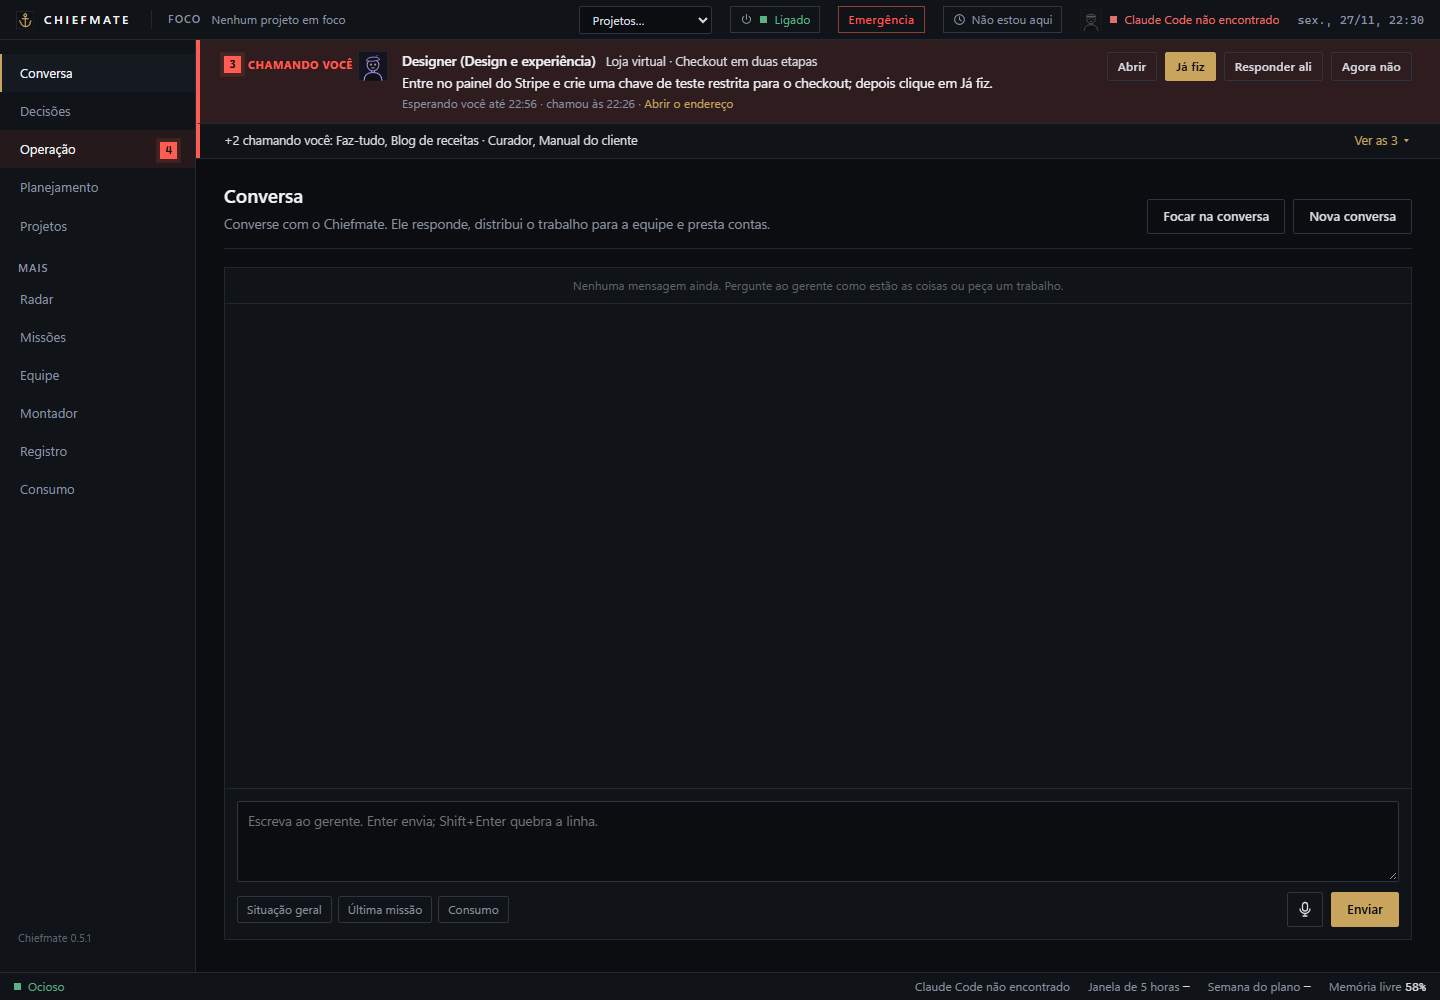 CHIEFMATE
FOCO Nenhum projeto em foco
Projetos...
Ligado
Emergência
Não estou aqui
Claude Code não encontrado
sex., 27/11, 22:30
Conversa
Decisões
Operação 4
Planejamento
Projetos
MAIS
Radar
Missões
Equipe
Montador
Registro
Consumo
Chiefmate 0.5.1
3 CHAMANDO VOCÊ
Designer (Design e experiência) Loja virtual · Checkout em duas etapas
Entre no painel do Stripe e crie uma chave de teste restrita para o checkout; depois clique em Já fiz.
Esperando você até 22:56 · chamou às 22:26 · Abrir o endereço
Abrir
Já fiz
Responder ali
Agora não
+2 chamando você: Faz-tudo, Blog de receitas · Curador, Manual do cliente
Ver as 3
Conversa
Converse com o Chiefmate. Ele responde, distribui o trabalho para a equipe e presta contas.
Focar na conversa
Nova conversa
Nenhuma mensagem ainda. Pergunte ao gerente como estão as coisas ou peça um trabalho.
Escreva ao gerente. Enter envia; Shift+Enter quebra a linha.
Situação geral
Última missão
Consumo
Enviar
Ocioso
Claude Code não encontrado
Janela de 5 horas —
Semana do plano —
Memória livre 58%